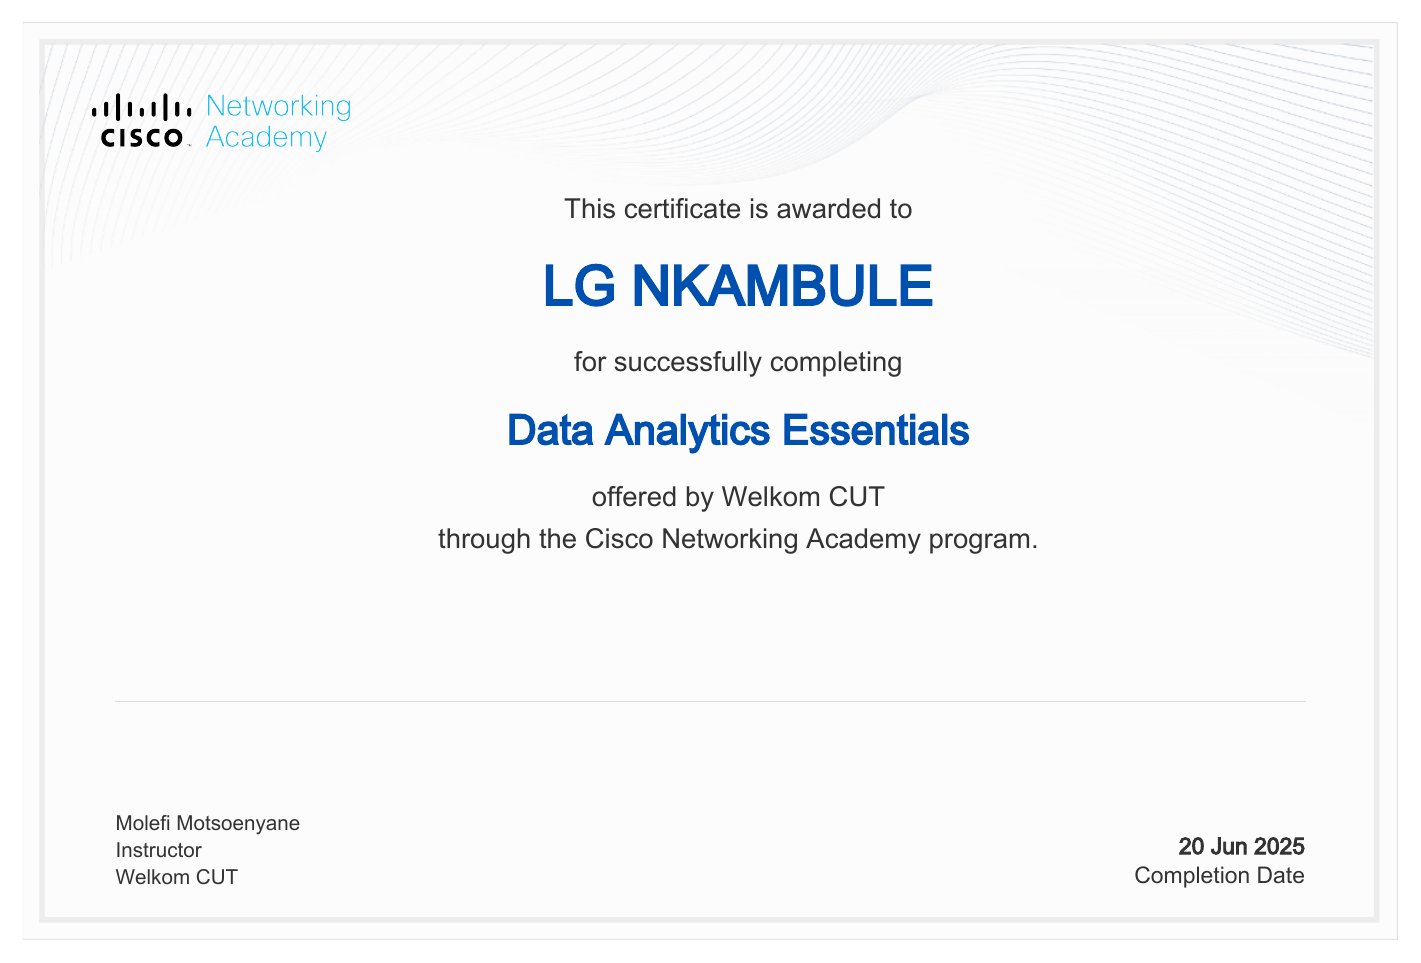 CISCO
Networking
Academy
This certificate is awarded to
LG NKAMBULE
for successfully completing
Data Analytics Essentials
offered by Welkom CUT
through the Cisco Networking Academy program.
Molefi Motsoenyane
Instructor
Welkom CUT
20 Jun 2025
Completion Date